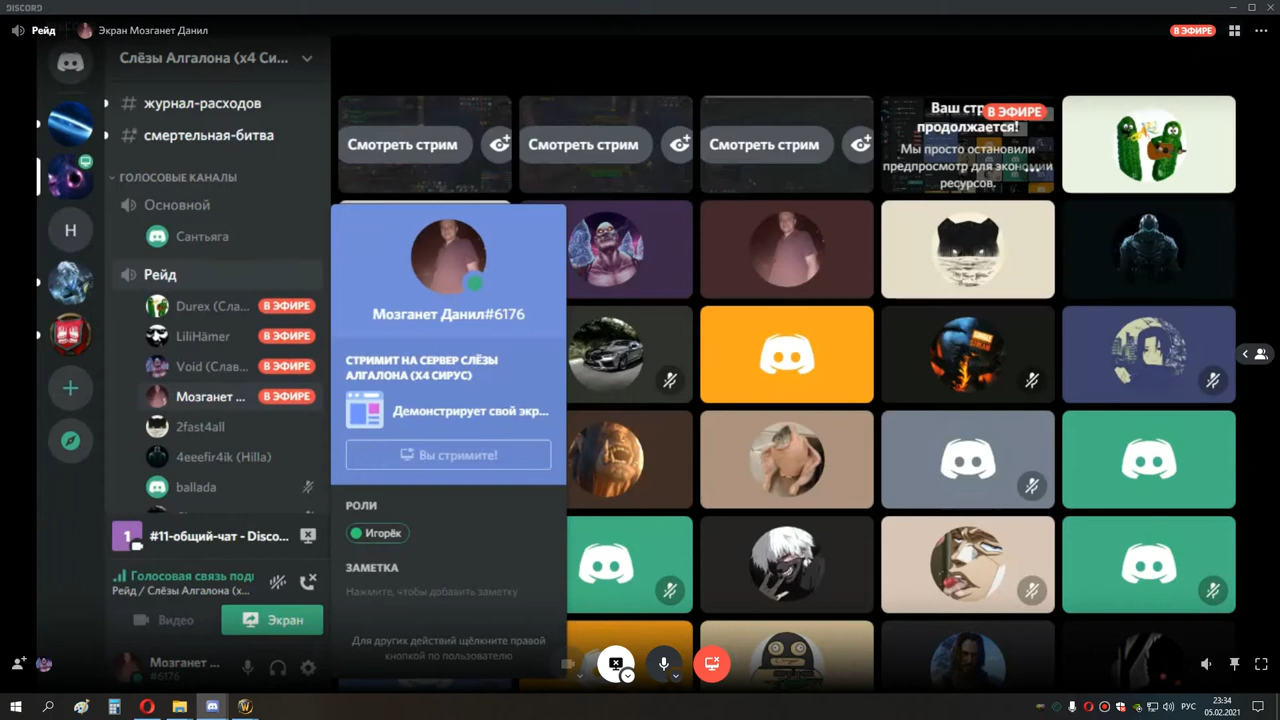 DISCORD
Рейд
Экран Мозганет Данил
В ЭФИРЕ
Слёзы Алгалона (x4 Си...
журнал-расходов
смертельная-битва
ГОЛОСОВЫЕ КАНАЛЫ
Основной
Сантьяга
Рейд
Durex (Сла...
В ЭФИРЕ
LiliHämer
В ЭФИРЕ
Void (Слав...
В ЭФИРЕ
Мозганет ...
В ЭФИРЕ
2fast4all
4eeefir4ik (Hilla)
ballada
#11-общий-чат - Disco...
Голосовая связь под
Рейд / Слёзы Алгалона (x...
Видео
Экран
Мозганет ...
#6176
H
1
Смотреть стрим
Смотреть стрим
Смотреть стрим
Ваш стр
В ЭФИРЕ
продолжается!
Мы просто остановили
предпросмотр для экономии
ресурсов.
Мозганет Данил#6176
СТРИМИТ НА СЕРВЕР СЛЁЗЫ
АЛГАЛОНА (X4 СИРУС)
Демонстрирует свой экр...
Вы стримите!
РОЛИ
Игорёк
ЗАМЕТКА
Нажмите, чтобы добавить заметку
Для других действий щёлкните правой
кнопкой по пользователю
РУС
23:34
05.02.2021